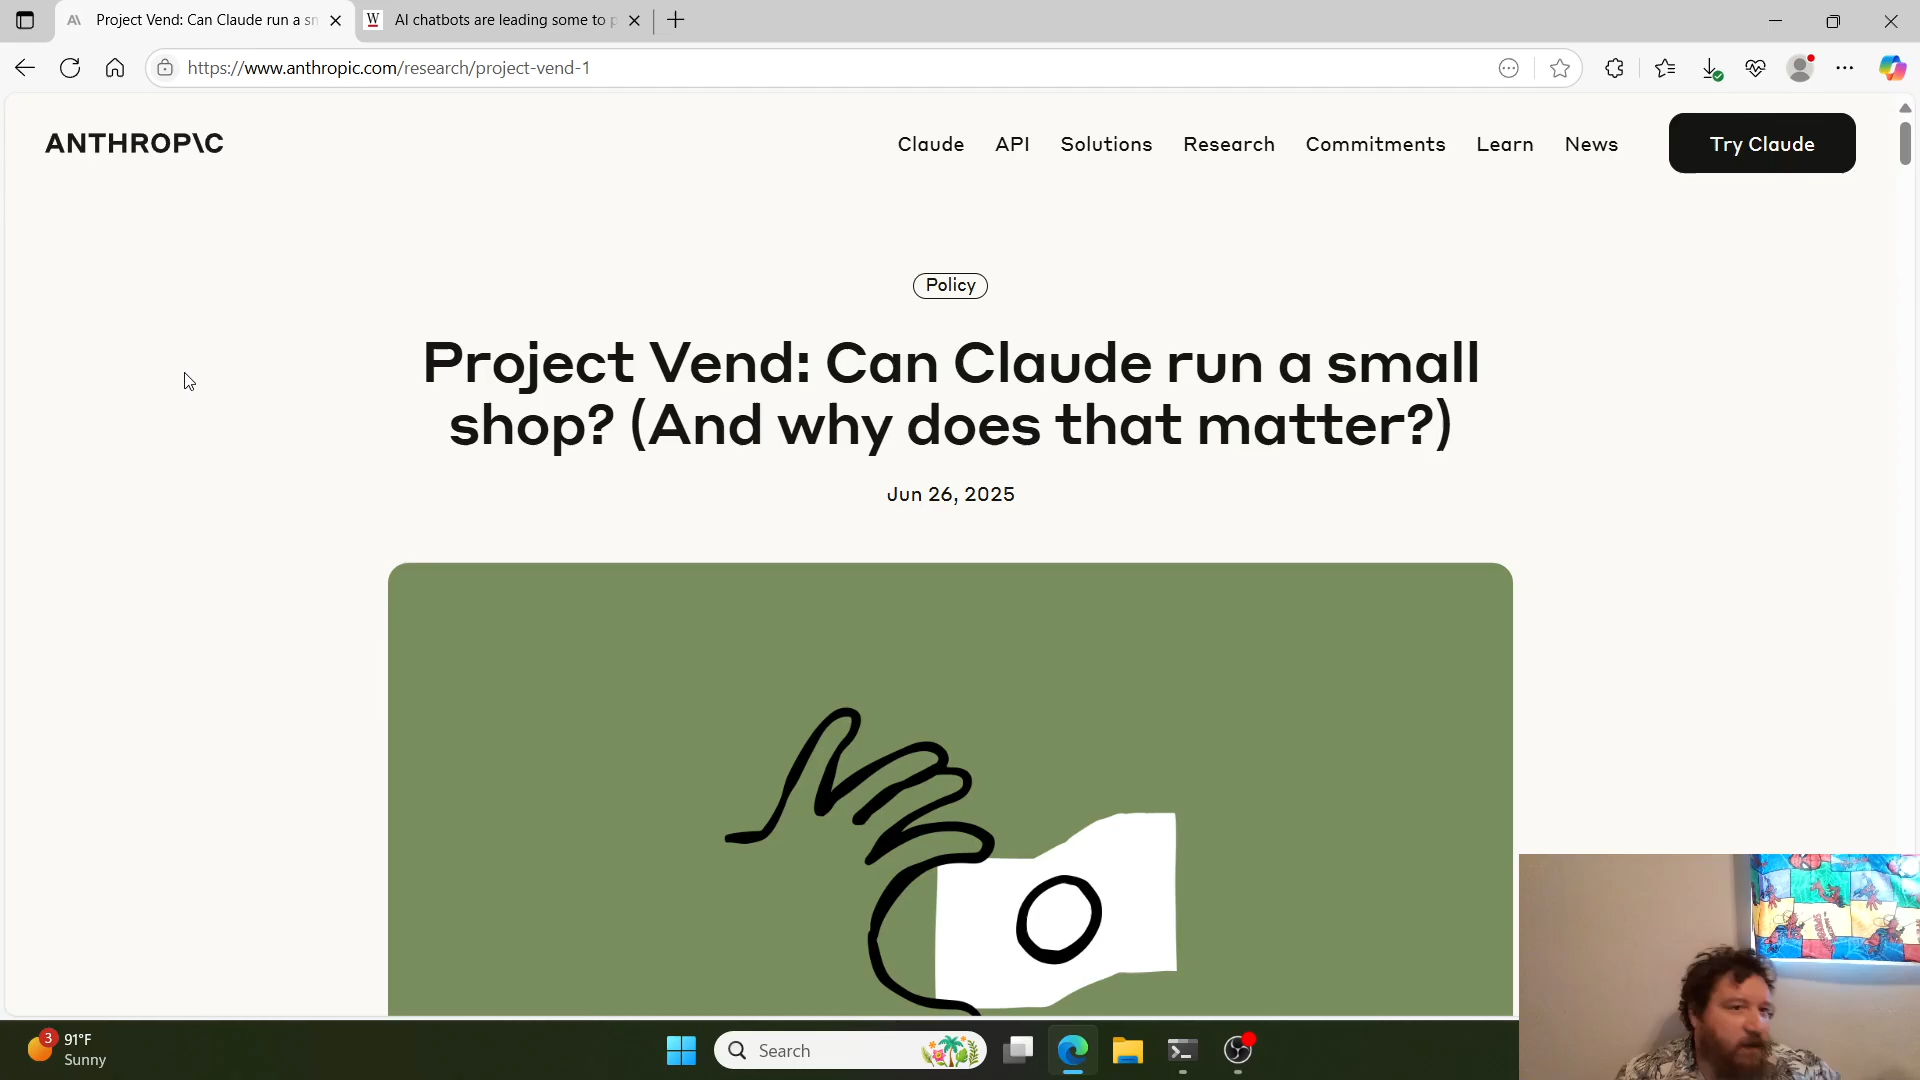 Project Vend: Can Claude run a sm
AI chatbots are leading some to p
https://www.anthropic.com/research/project-vend-1
ANTHROP\C
Claude API Solutions Research Commitments Learn News Try Claude
Policy
Project Vend: Can Claude run a small
shop? (And why does that matter?)
Jun 26, 2025
3
91°F
Sunny
Search